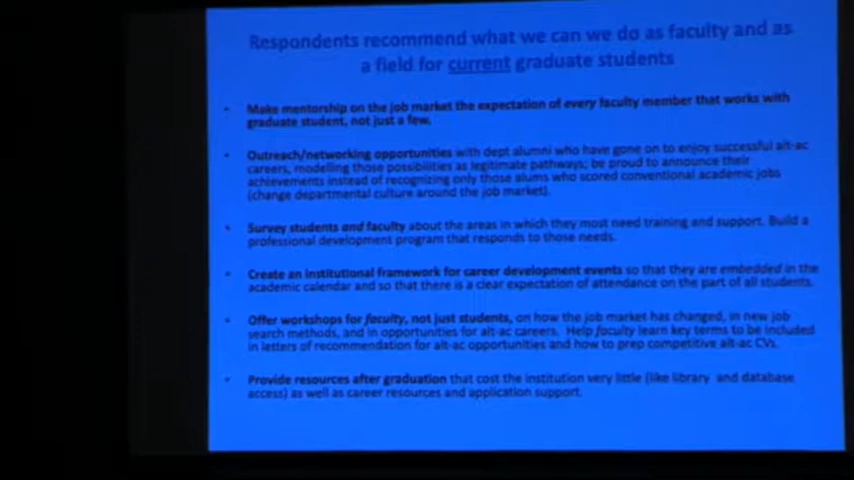 Respondents recommend what we can we do as faculty and as
a field for current graduate students
• Make mentorship on the job market the expectation of every faculty member that works with
graduate student, not just a few.
• Outreach/networking opportunities with dept alumni who have gone on to enjoy successful alt-ac
careers, modelling those possibilities as legitimate pathways; be proud to announce their
achievements instead of recognizing only those alums who scored conventional academic jobs
(change departmental culture around the job market).
• Survey students and faculty about the areas in which they most need training and support. Build a
professional development program that responds to those needs.
• Create an institutional framework for career development events so that they are embedded in the
academic calendar and so that there is a clear expectation of attendance on the part of all students.
• Offer workshops for faculty, not just students, on how the job market has changed, in new job
search methods, and in opportunities for alt-ac careers. Help faculty learn key terms to be included
in letters of recommendation for alt-ac opportunities and how to prep competitive alt-ac CVs.
• Provide resources after graduation that cost the institution very little (like library and database
access) as well as career resources and application support.